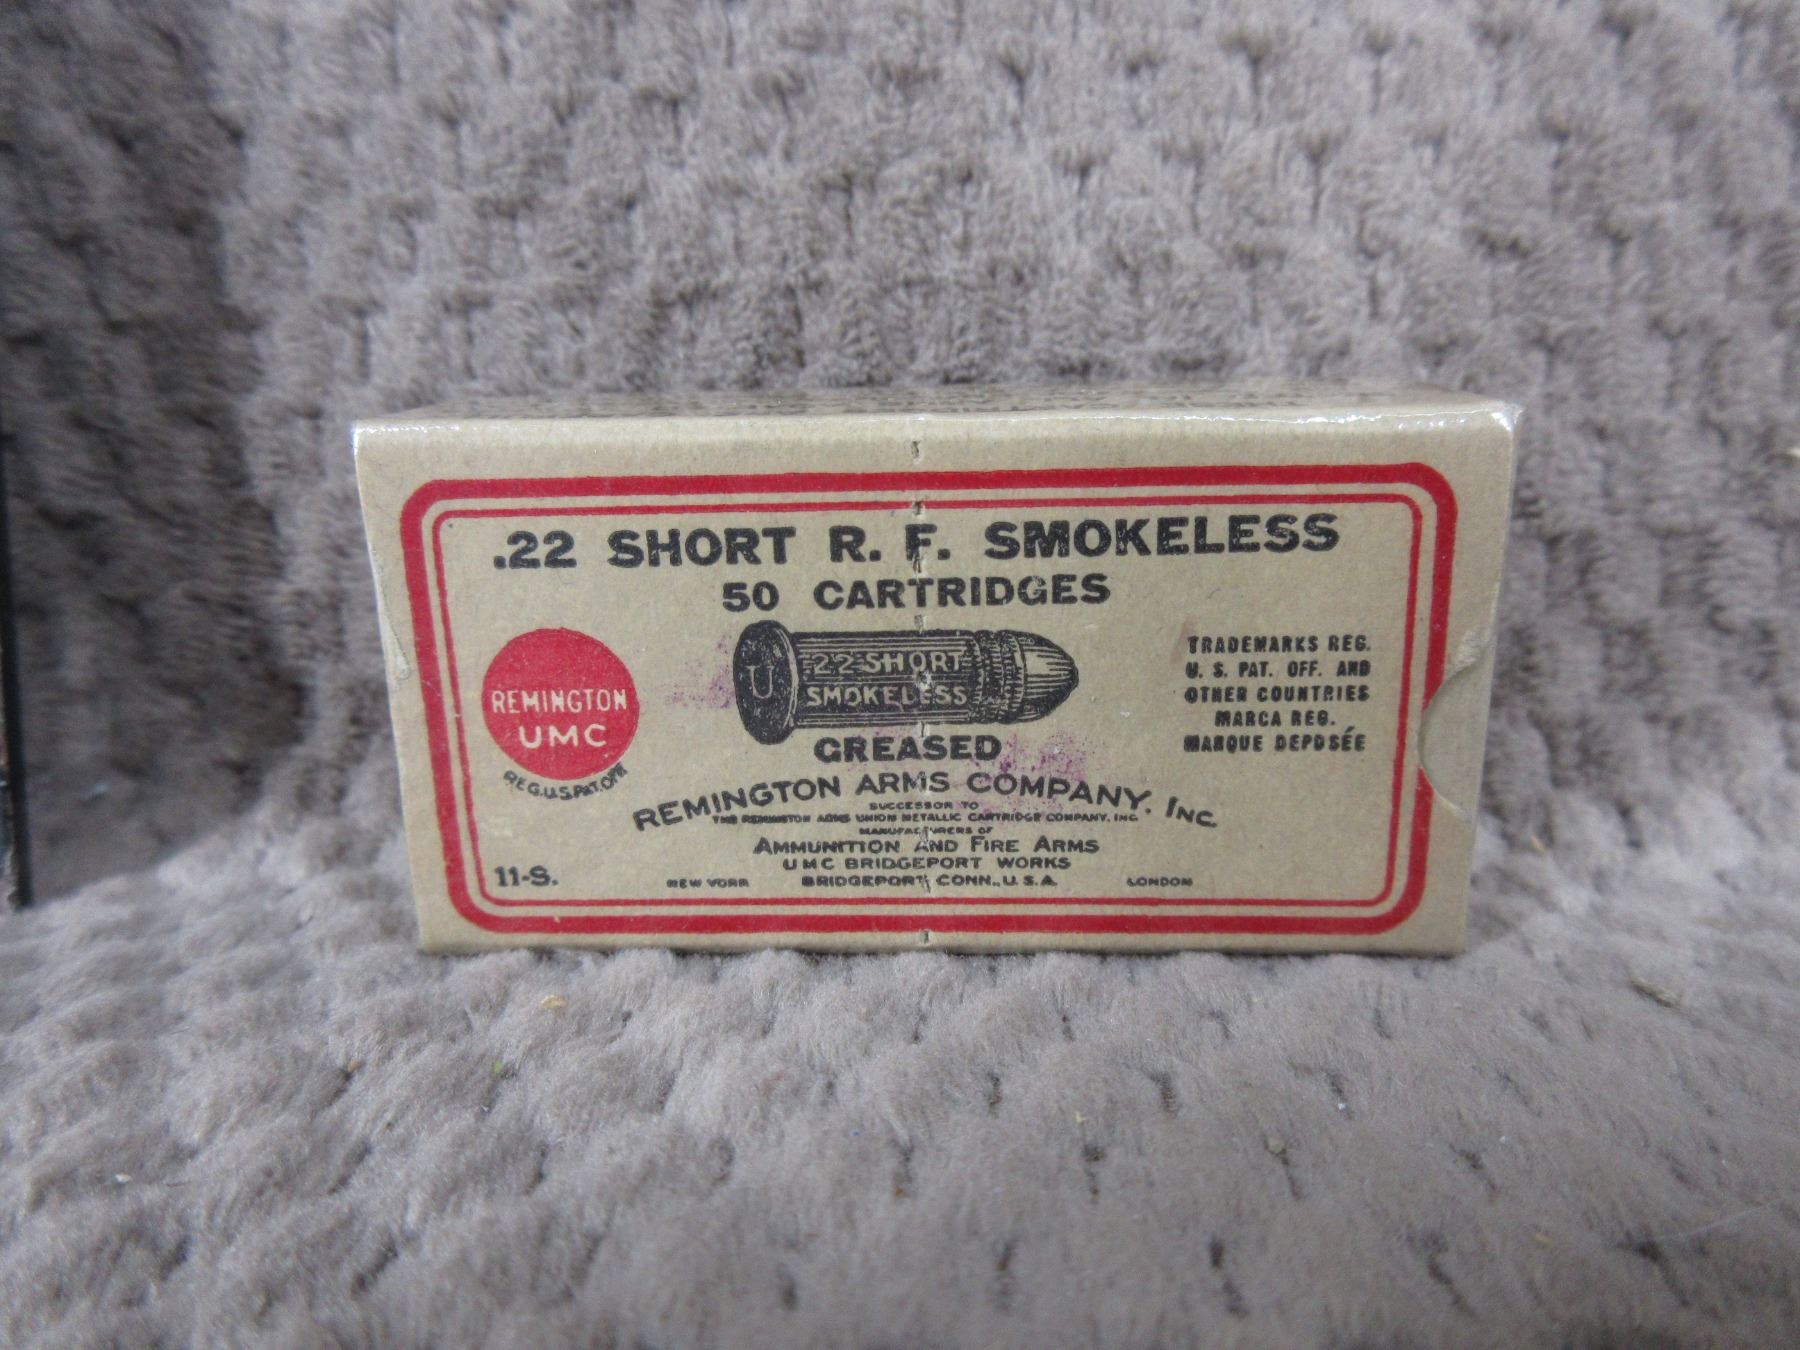 .22 SHORT R. F. SMOKELESS
50 CARTRIDGES
REMINGTON
UMC
REG.U.S.PAT.OFF.
U
.22 SHORT
SMOKELESS
TRADEMARKS REG.
U. S. PAT. OFF. AND
OTHER COUNTRIES
MARCA REG.
MARQUE DEPOSÉE
GREASED
REMINGTON ARMS COMPANY, INC.
SUCCESSOR TO
THE REMINGTON ARMS UNION METALLIC CARTRIDGE COMPANY, INC.
MANUFACTURERS OF
AMMUNITION AND FIRE ARMS
UMC BRIDGEPORT WORKS
11-S.
NEW YORK BRIDGEPORT, CONN., U.S.A. LONDON